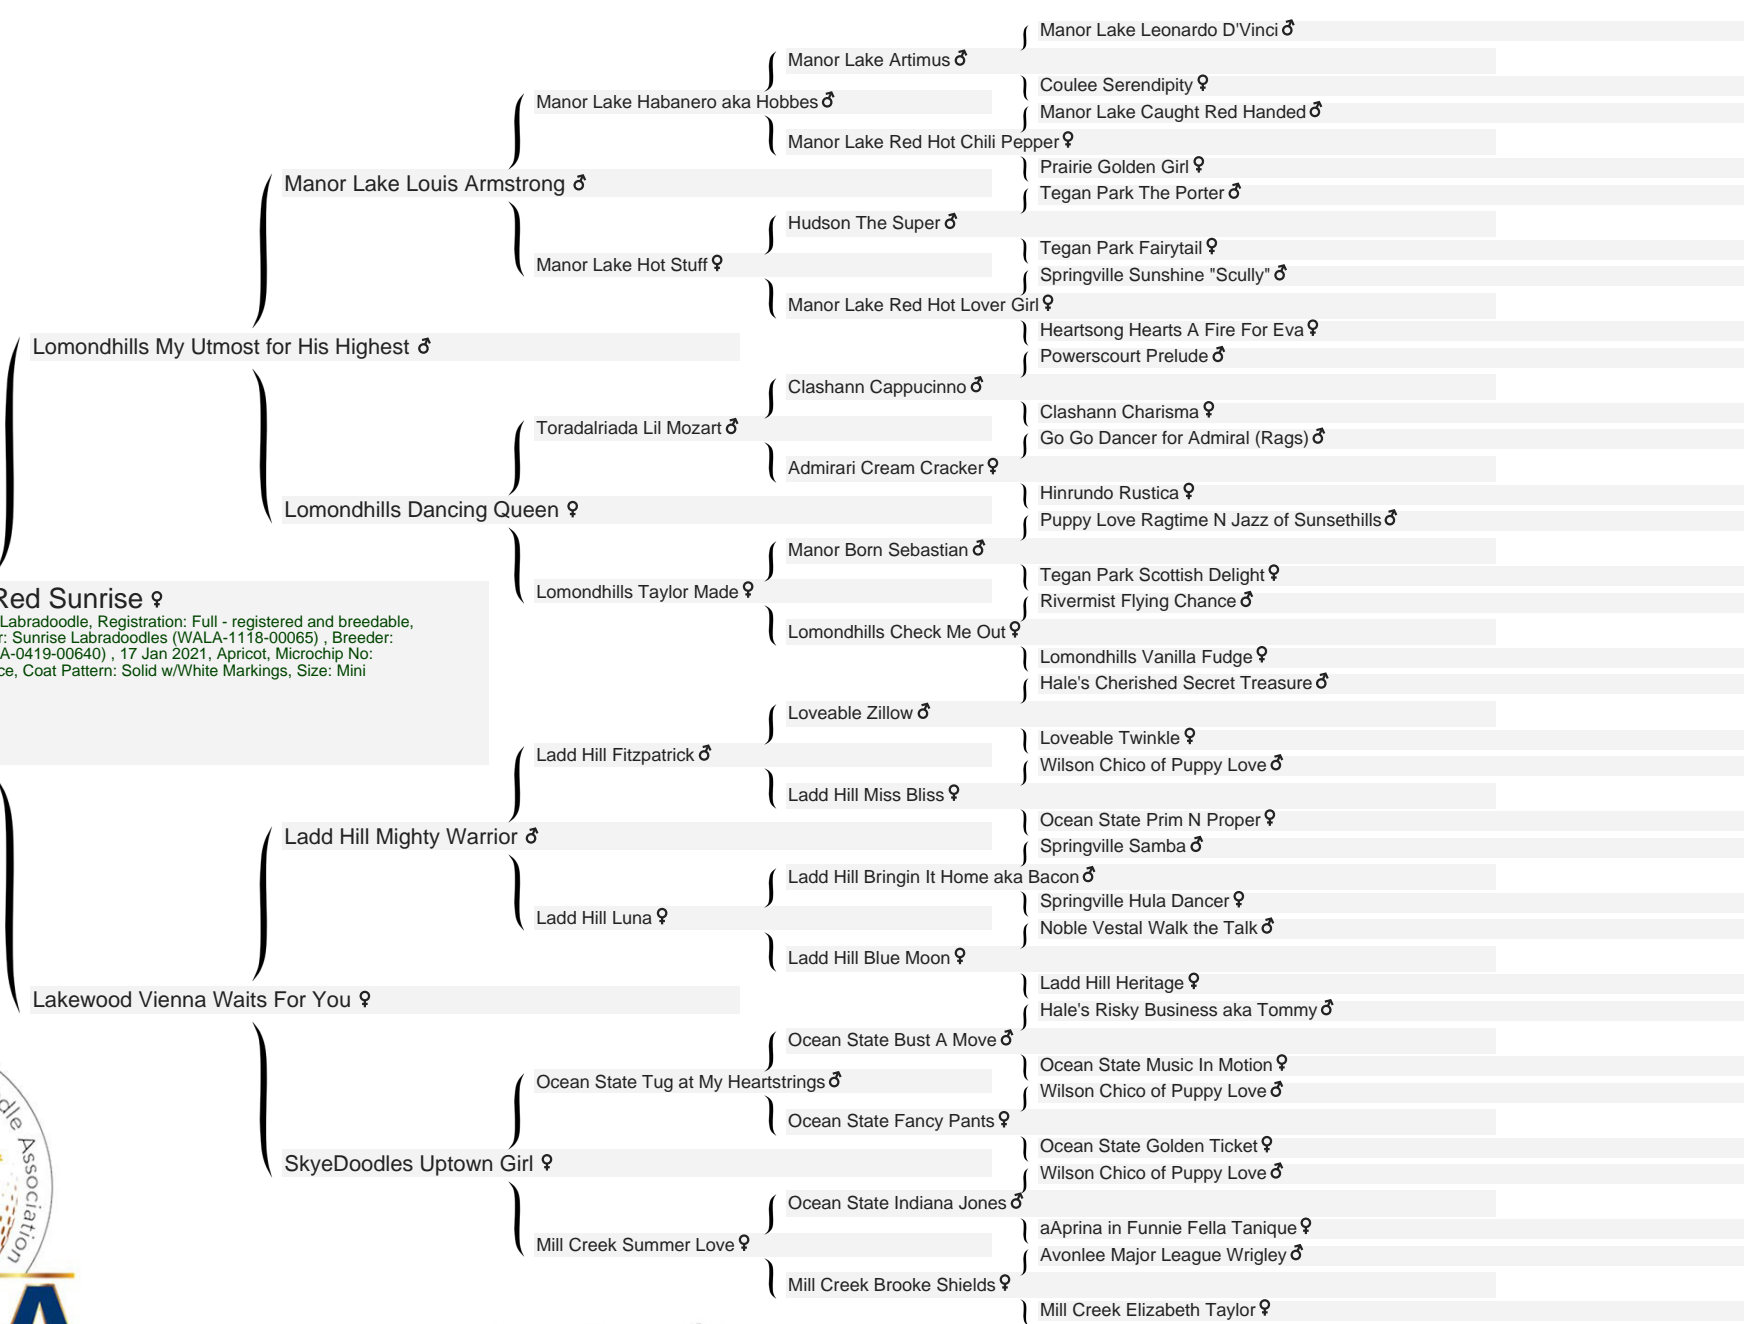 Manor Lake Leonardo D'Vinci ♂
Manor Lake Artimus ♂
Coulee Serendipity ♀
Manor Lake Habanero aka Hobbes ♂
Manor Lake Caught Red Handed ♂
Manor Lake Red Hot Chili Pepper ♀
Prairie Golden Girl ♀
Manor Lake Louis Armstrong ♂
Tegan Park The Porter ♂
Hudson The Super ♂
Tegan Park Fairytail ♀
Manor Lake Hot Stuff ♀
Springville Sunshine "Scully" ♂
Manor Lake Red Hot Lover Girl ♀
Heartsong Hearts A Fire For Eva ♀
Lomondhills My Utmost for His Highest ♂
Powerscourt Prelude ♂
Clashann Cappucinno ♂
Clashann Charisma ♀
Toradalriada Lil Mozart ♂
Go Go Dancer for Admiral (Rags) ♂
Admirari Cream Cracker ♀
Hinrundo Rustica ♀
Lomondhills Dancing Queen ♀
Puppy Love Ragtime N Jazz of Sunsethills ♂
Manor Born Sebastian ♂
Tegan Park Scottish Delight ♀
Lomondhills Taylor Made ♀
Rivermist Flying Chance ♂
Lomondhills Check Me Out ♀
Lomondhills Vanilla Fudge ♀
Red Sunrise ♀
Labradoodle, Registration: Full - registered and breedable,
r: Sunrise Labradoodles (WALA-1118-00065) , Breeder:
A-0419-00640) , 17 Jan 2021, Apricot, Microchip No:
ce, Coat Pattern: Solid w/White Markings, Size: Mini
Hale's Cherished Secret Treasure ♂
Loveable Zillow ♂
Loveable Twinkle ♀
Ladd Hill Fitzpatrick ♂
Wilson Chico of Puppy Love ♂
Ladd Hill Miss Bliss ♀
Ocean State Prim N Proper ♀
Ladd Hill Mighty Warrior ♂
Springville Samba ♂
Ladd Hill Bringin It Home aka Bacon ♂
Springville Hula Dancer ♀
Ladd Hill Luna ♀
Noble Vestal Walk the Talk ♂
Ladd Hill Blue Moon ♀
Ladd Hill Heritage ♀
Lakewood Vienna Waits For You ♀
Hale's Risky Business aka Tommy ♂
Ocean State Bust A Move ♂
Ocean State Music In Motion ♀
Ocean State Tug at My Heartstrings ♂
Wilson Chico of Puppy Love ♂
Ocean State Fancy Pants ♀
Ocean State Golden Ticket ♀
SkyeDoodles Uptown Girl ♀
Wilson Chico of Puppy Love ♂
Ocean State Indiana Jones ♂
aAprina in Funnie Fella Tanique ♀
Mill Creek Summer Love ♀
Avonlee Major League Wrigley ♂
Mill Creek Brooke Shields ♀
Mill Creek Elizabeth Taylor ♀
dle Association
A